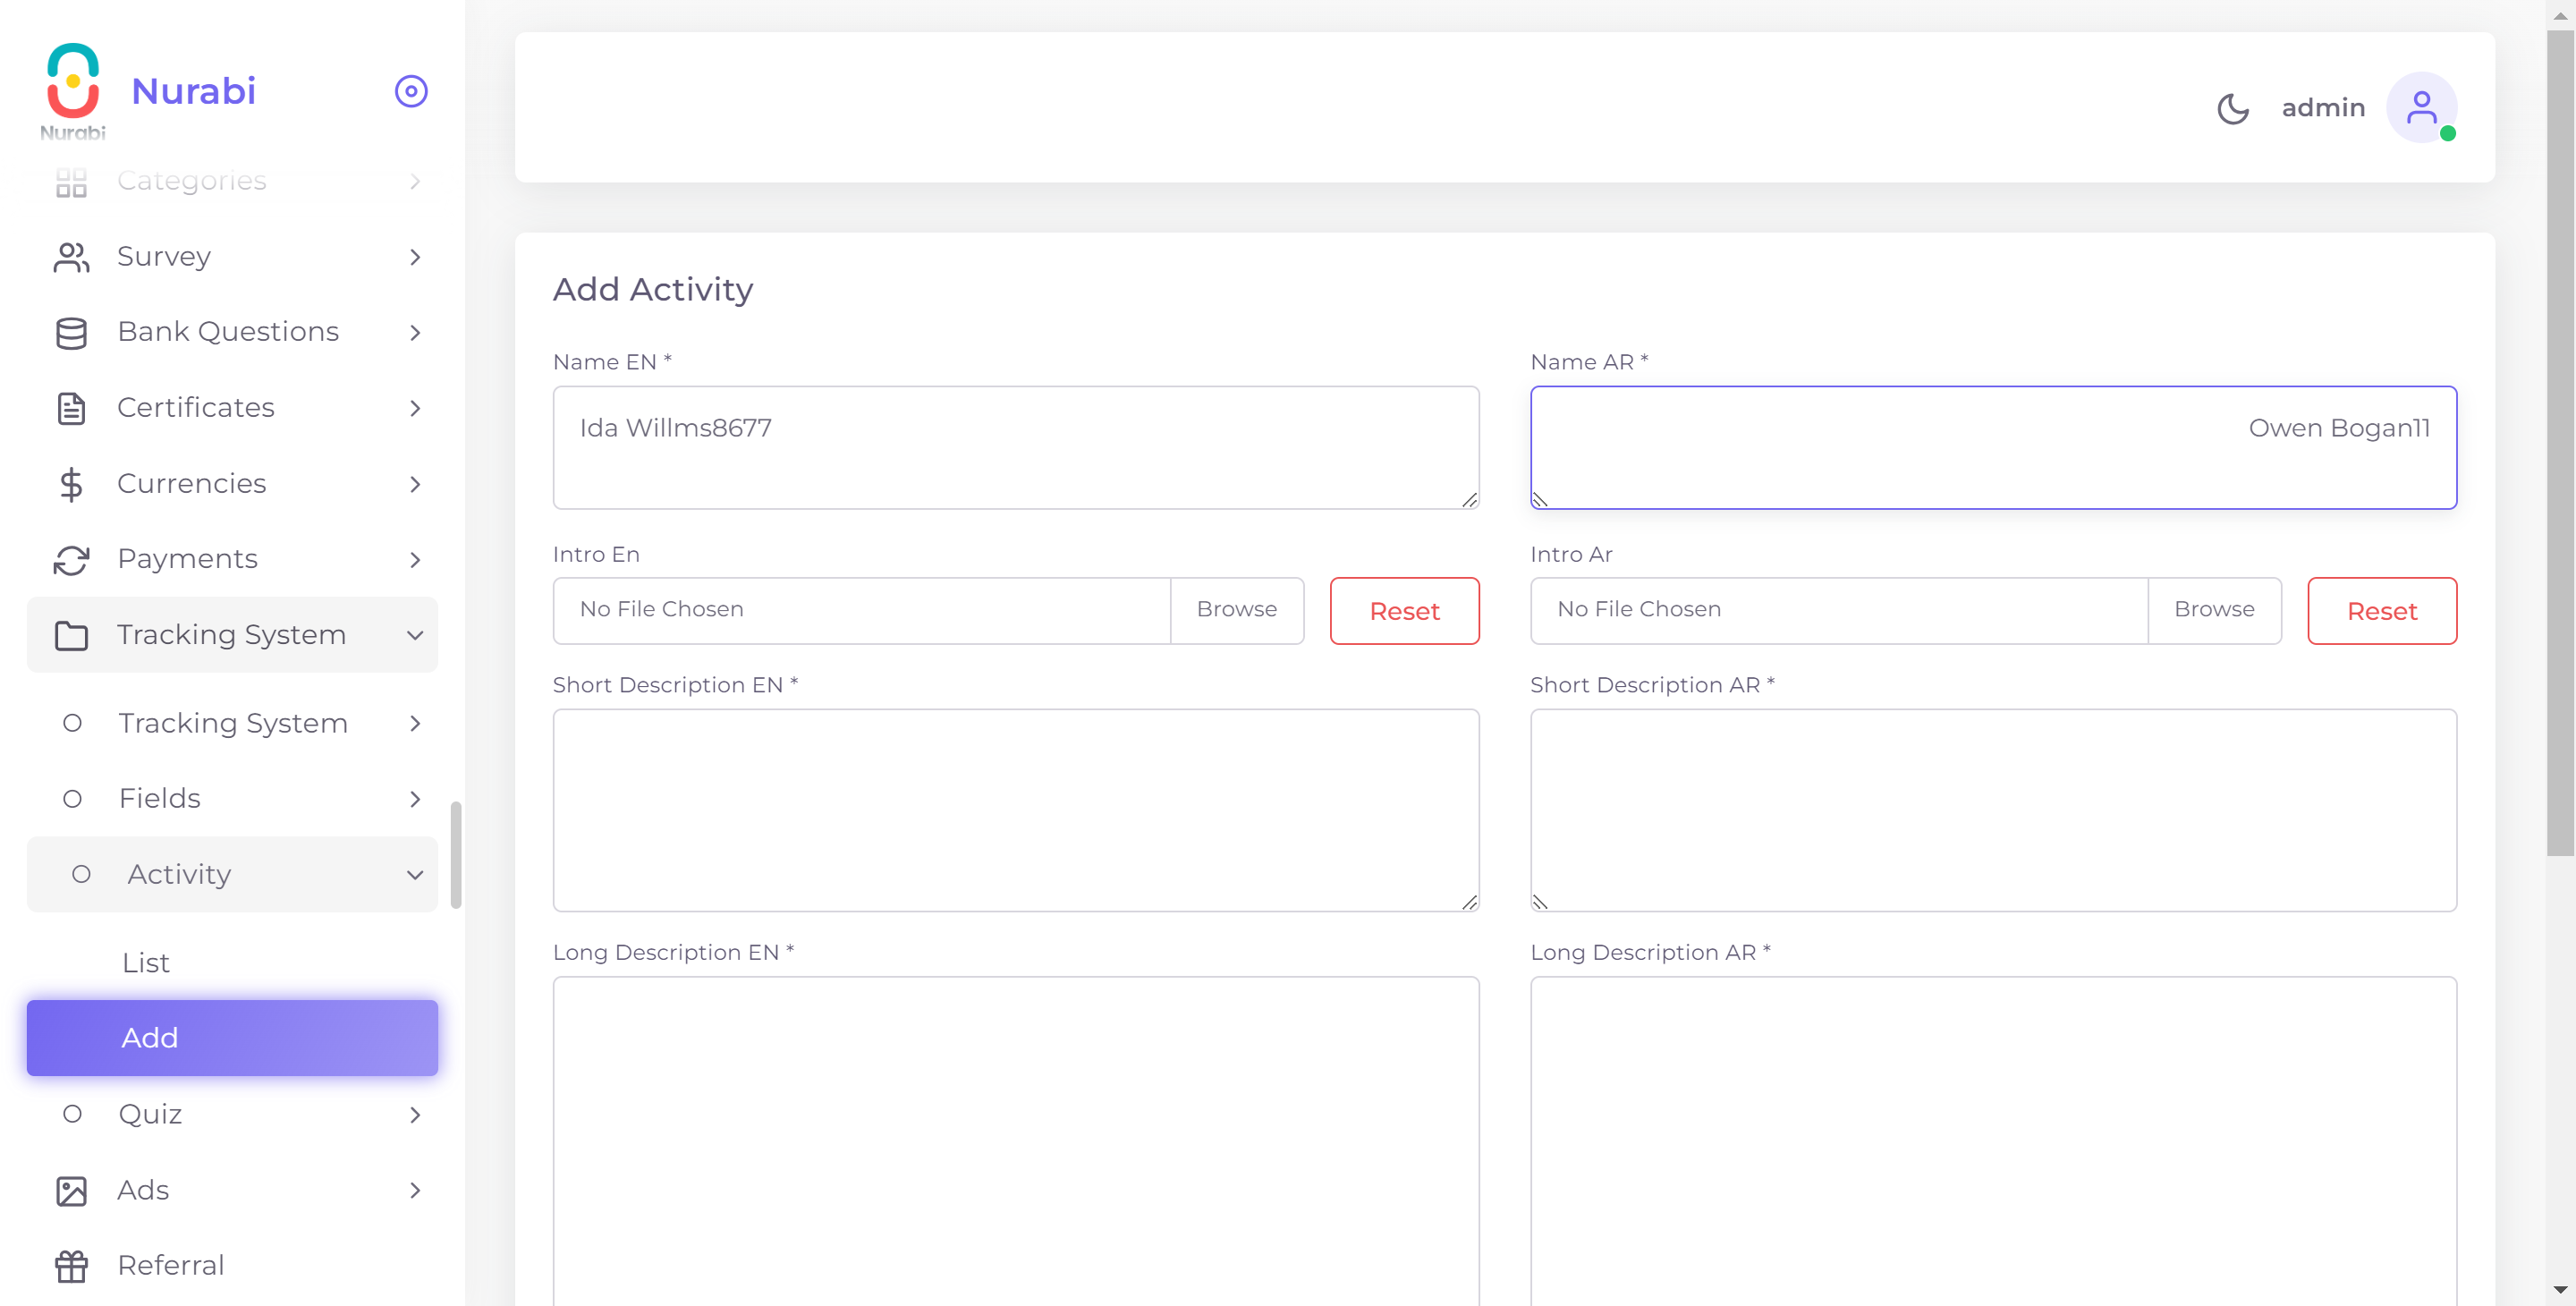 Nurabi
Nurabi
Categories
Survey
Bank Questions
Certificates
Currencies
Payments
Tracking System
Tracking System
Fields
Activity
List
Add
Quiz
Ads
Referral
admin
Add Activity
Name EN *
Name AR *
Ida Willms8677
Owen Bogan11
Intro En
Intro Ar
No File Chosen
Browse
Reset
No File Chosen
Browse
Reset
Short Description EN *
Short Description AR *
Long Description EN *
Long Description AR *